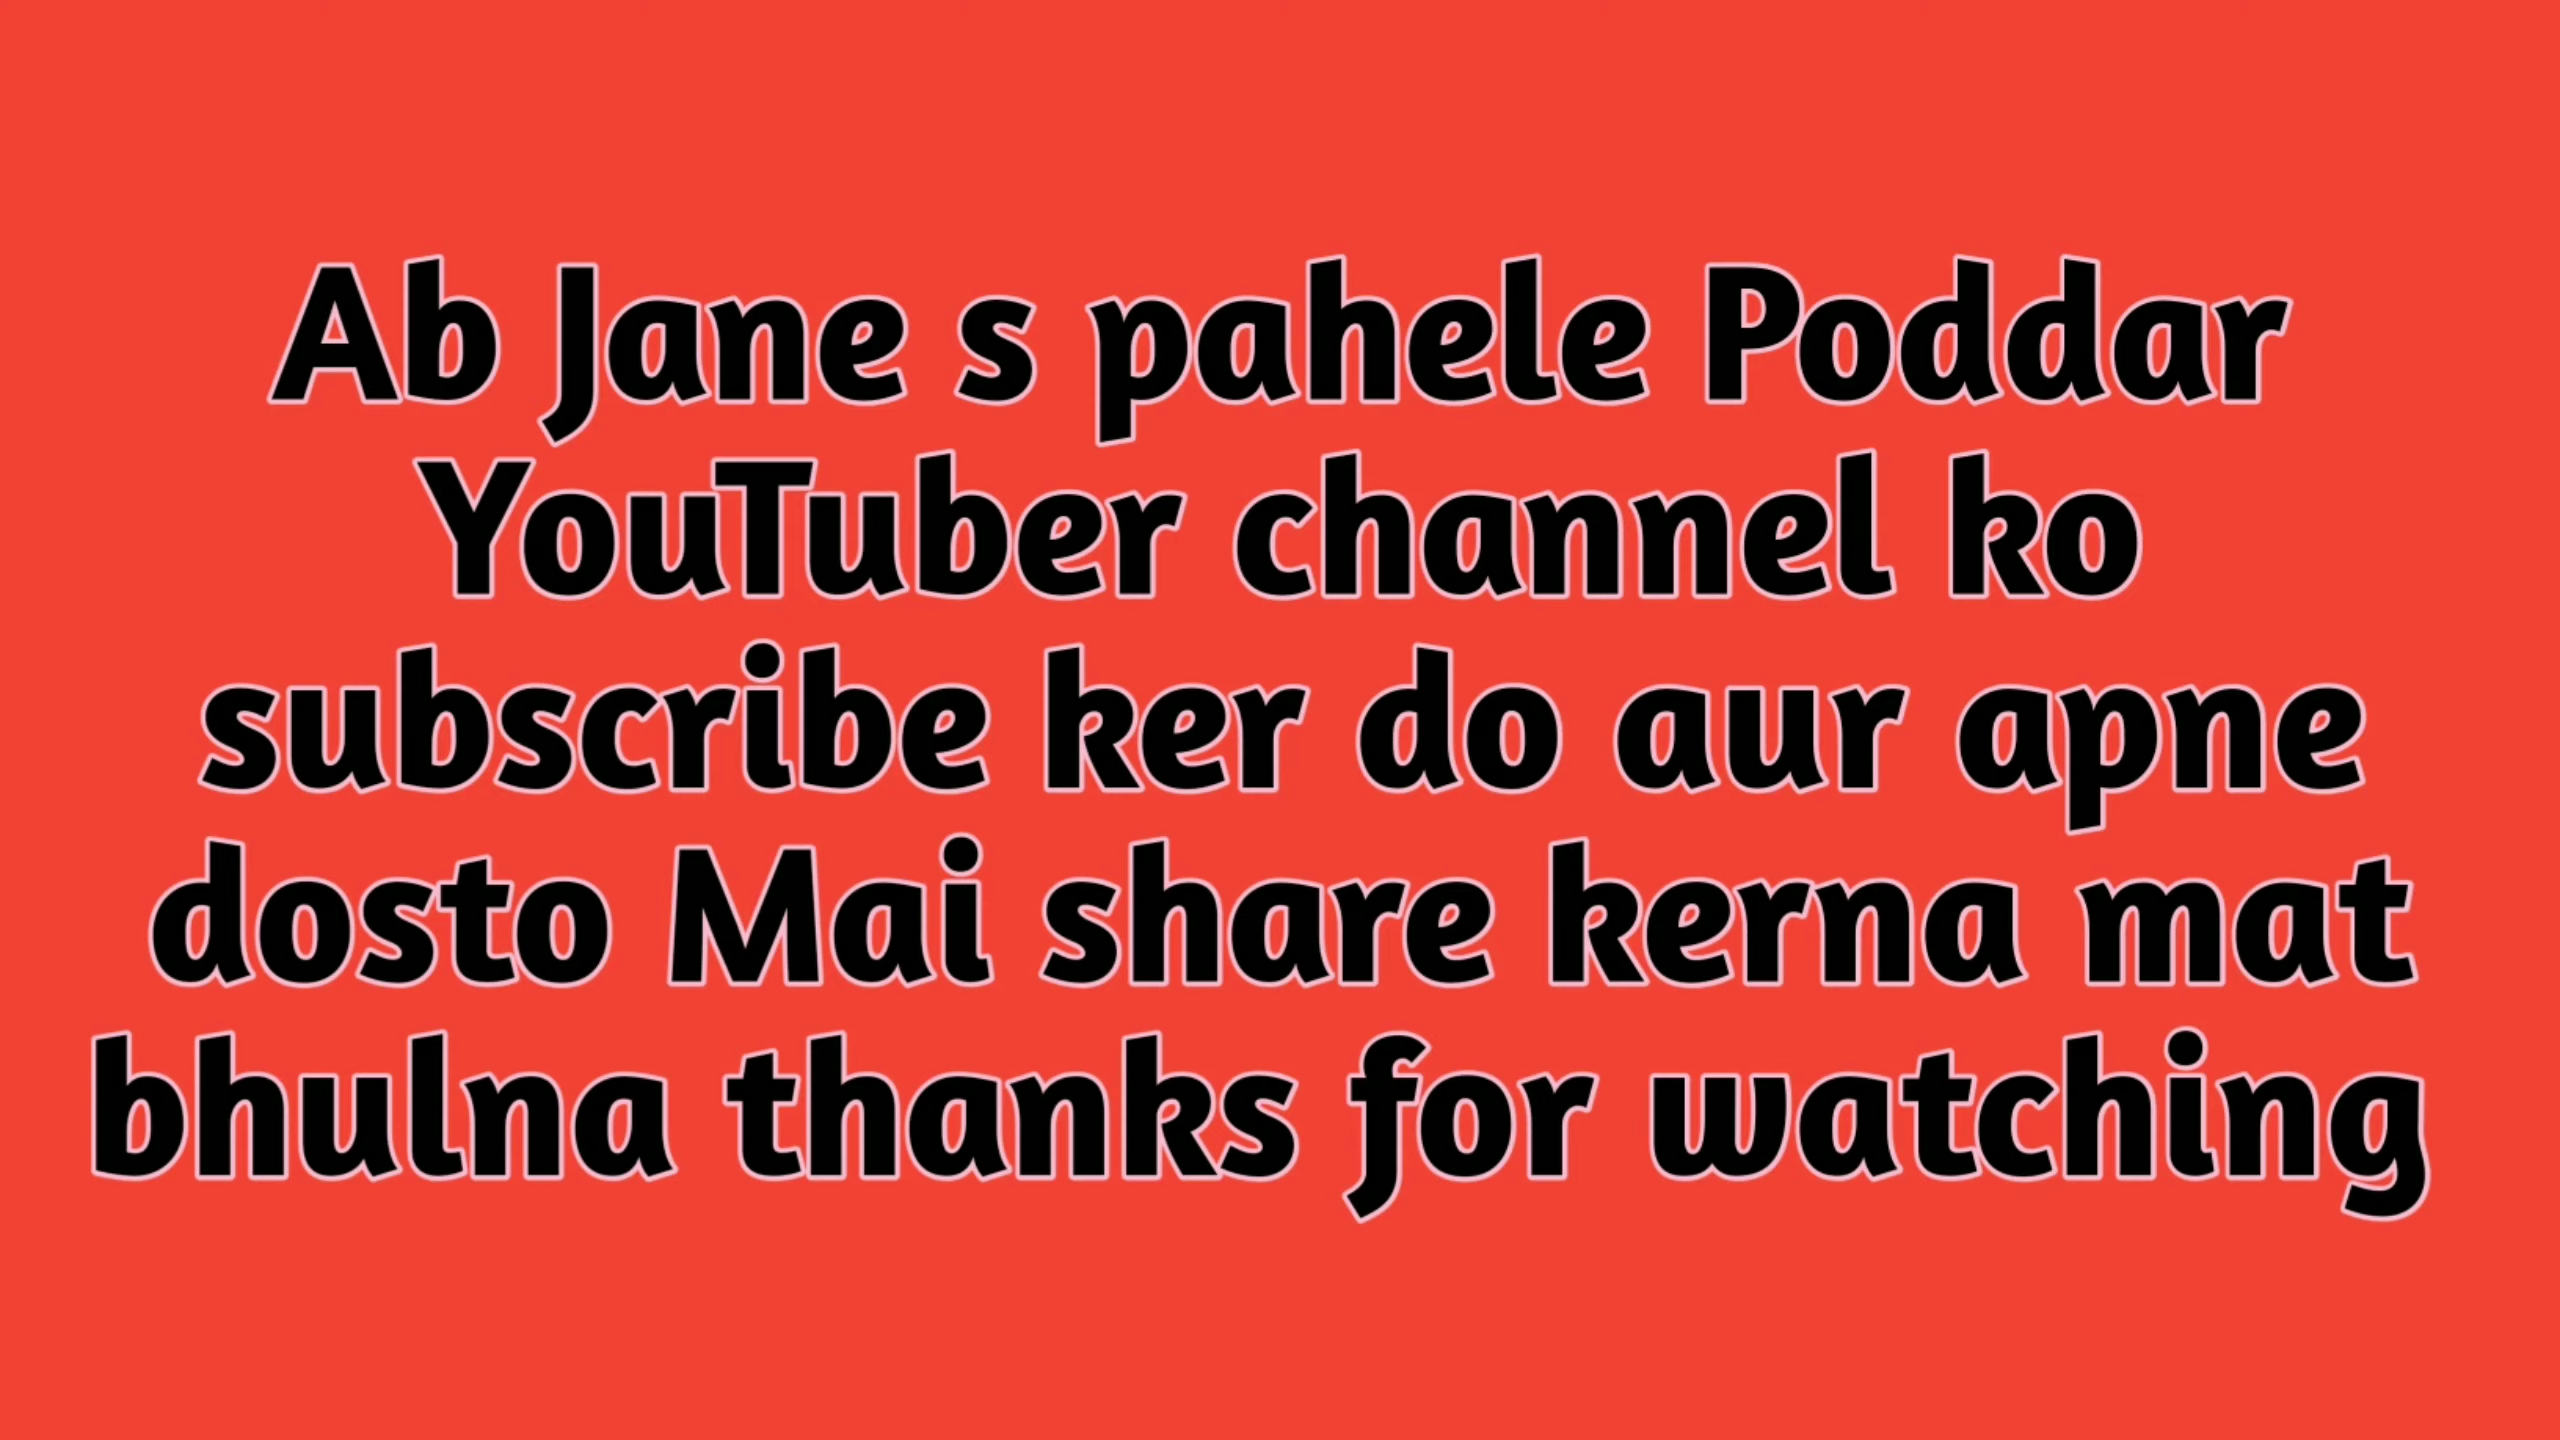 Ab Jane s pahele Poddar
YouTuber channel ko
subscribe ker do aur apne
dosto Mai share kerna mat
bhulna thanks for watching